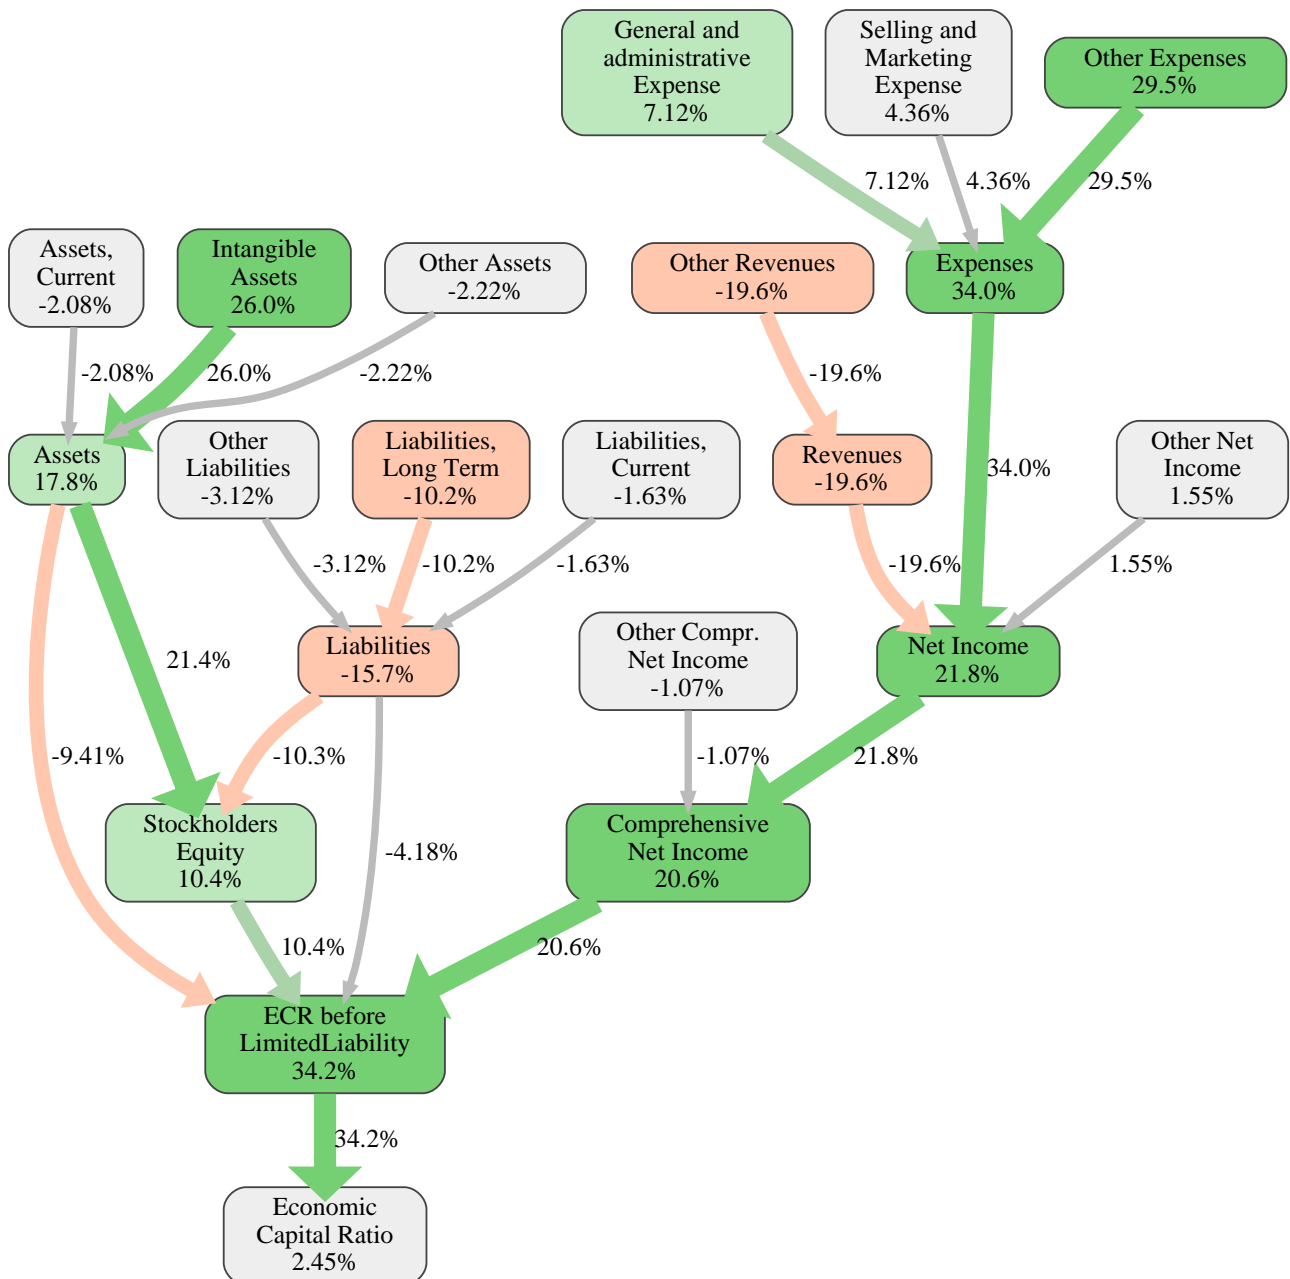 General and
administrative
Expense
7.12%
Selling and
Marketing
Expense
4.36%
Other Expenses
29.5%
7.12%
4.36%
29.5%
Assets,
Current
-2.08%
Intangible
Assets
26.0%
Other Assets
-2.22%
Other Revenues
-19.6%
Expenses
34.0%
-2.08%
26.0%
-2.22%
-19.6%
Assets
17.8%
Other
Liabilities
-3.12%
Liabilities,
Long Term
-10.2%
Liabilities,
Current
-1.63%
Revenues
-19.6%
34.0%
Other Net
Income
1.55%
-3.12%
-10.2%
-1.63%
-19.6%
1.55%
21.4%
Liabilities
-15.7%
Other Compr.
Net Income
-1.07%
Net Income
21.8%
-9.41%
-10.3%
-1.07%
21.8%
Stockholders
Equity
10.4%
-4.18%
Comprehensive
Net Income
20.6%
10.4%
20.6%
ECR before
LimitedLiability
34.2%
34.2%
Economic
Capital Ratio
2.45%